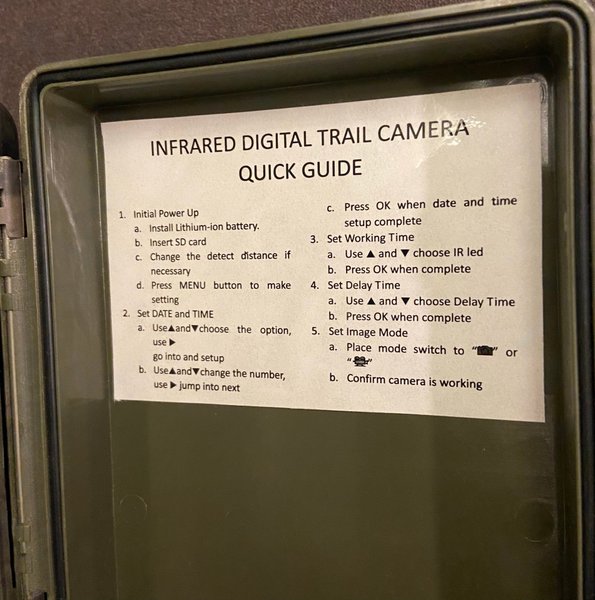 INFRARED DIGITAL TRAIL CAMERA
QUICK GUIDE
1. Initial Power Up
a. Install Lithium-ion battery.
b. Insert SD card
c. Change the detect distance if
necessary
d. Press MENU button to make
setting
2. Set DATE and TIME
a. Use▲and▼choose the option,
use ▶
go into and setup
b. Use▲and▼change the number,
use ▶ jump into next
c. Press OK when date and time
setup complete
3. Set Working Time
a. Use ▲ and ▼ choose IR led
b. Press OK when complete
4. Set Delay Time
a. Use ▲ and ▼ choose Delay Time
b. Press OK when complete
5. Set Image Mode
a. Place mode switch to “📷” or
“🎥”
b. Confirm camera is working